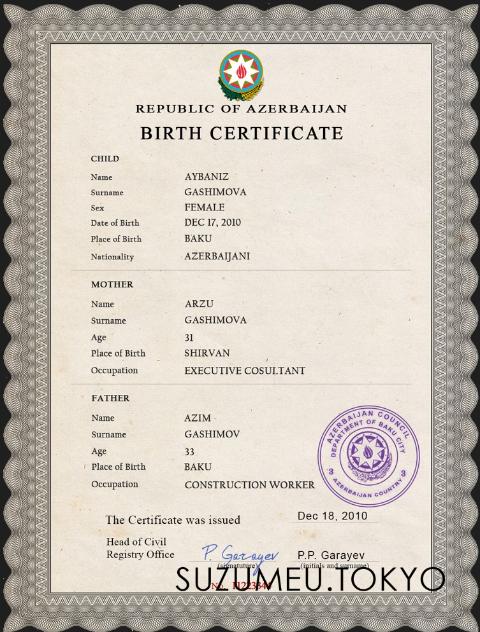 REPUBLIC OF AZERBAIJAN
BIRTH CERTIFICATE
CHILD
Name AYBANIZ
Surname GASHIMOVA
Sex FEMALE
Date of Birth DEC 17, 2010
Place of Birth BAKU
Nationality AZERBAIJANI
MOTHER
Name ARZU
Surname GASHIMOVA
Age 31
Place of Birth SHIRVAN
Occupation EXECUTIVE COSULTANT
FATHER
Name AZIM
Surname GASHIMOV
Age 33
Place of Birth BAKU
Occupation CONSTRUCTION WORKER
AZERBAIJAN COUNCIL
DEPARTMENT OF BAKU CITY
3 3
AZERBAIJAN COUNTRY
The Certificate was issued Dec 18, 2010
Head of Civil
Registry Office P. Garayev P.P. Garayev
(signature) (initials and surname)
SUZUMEU.TOKYO